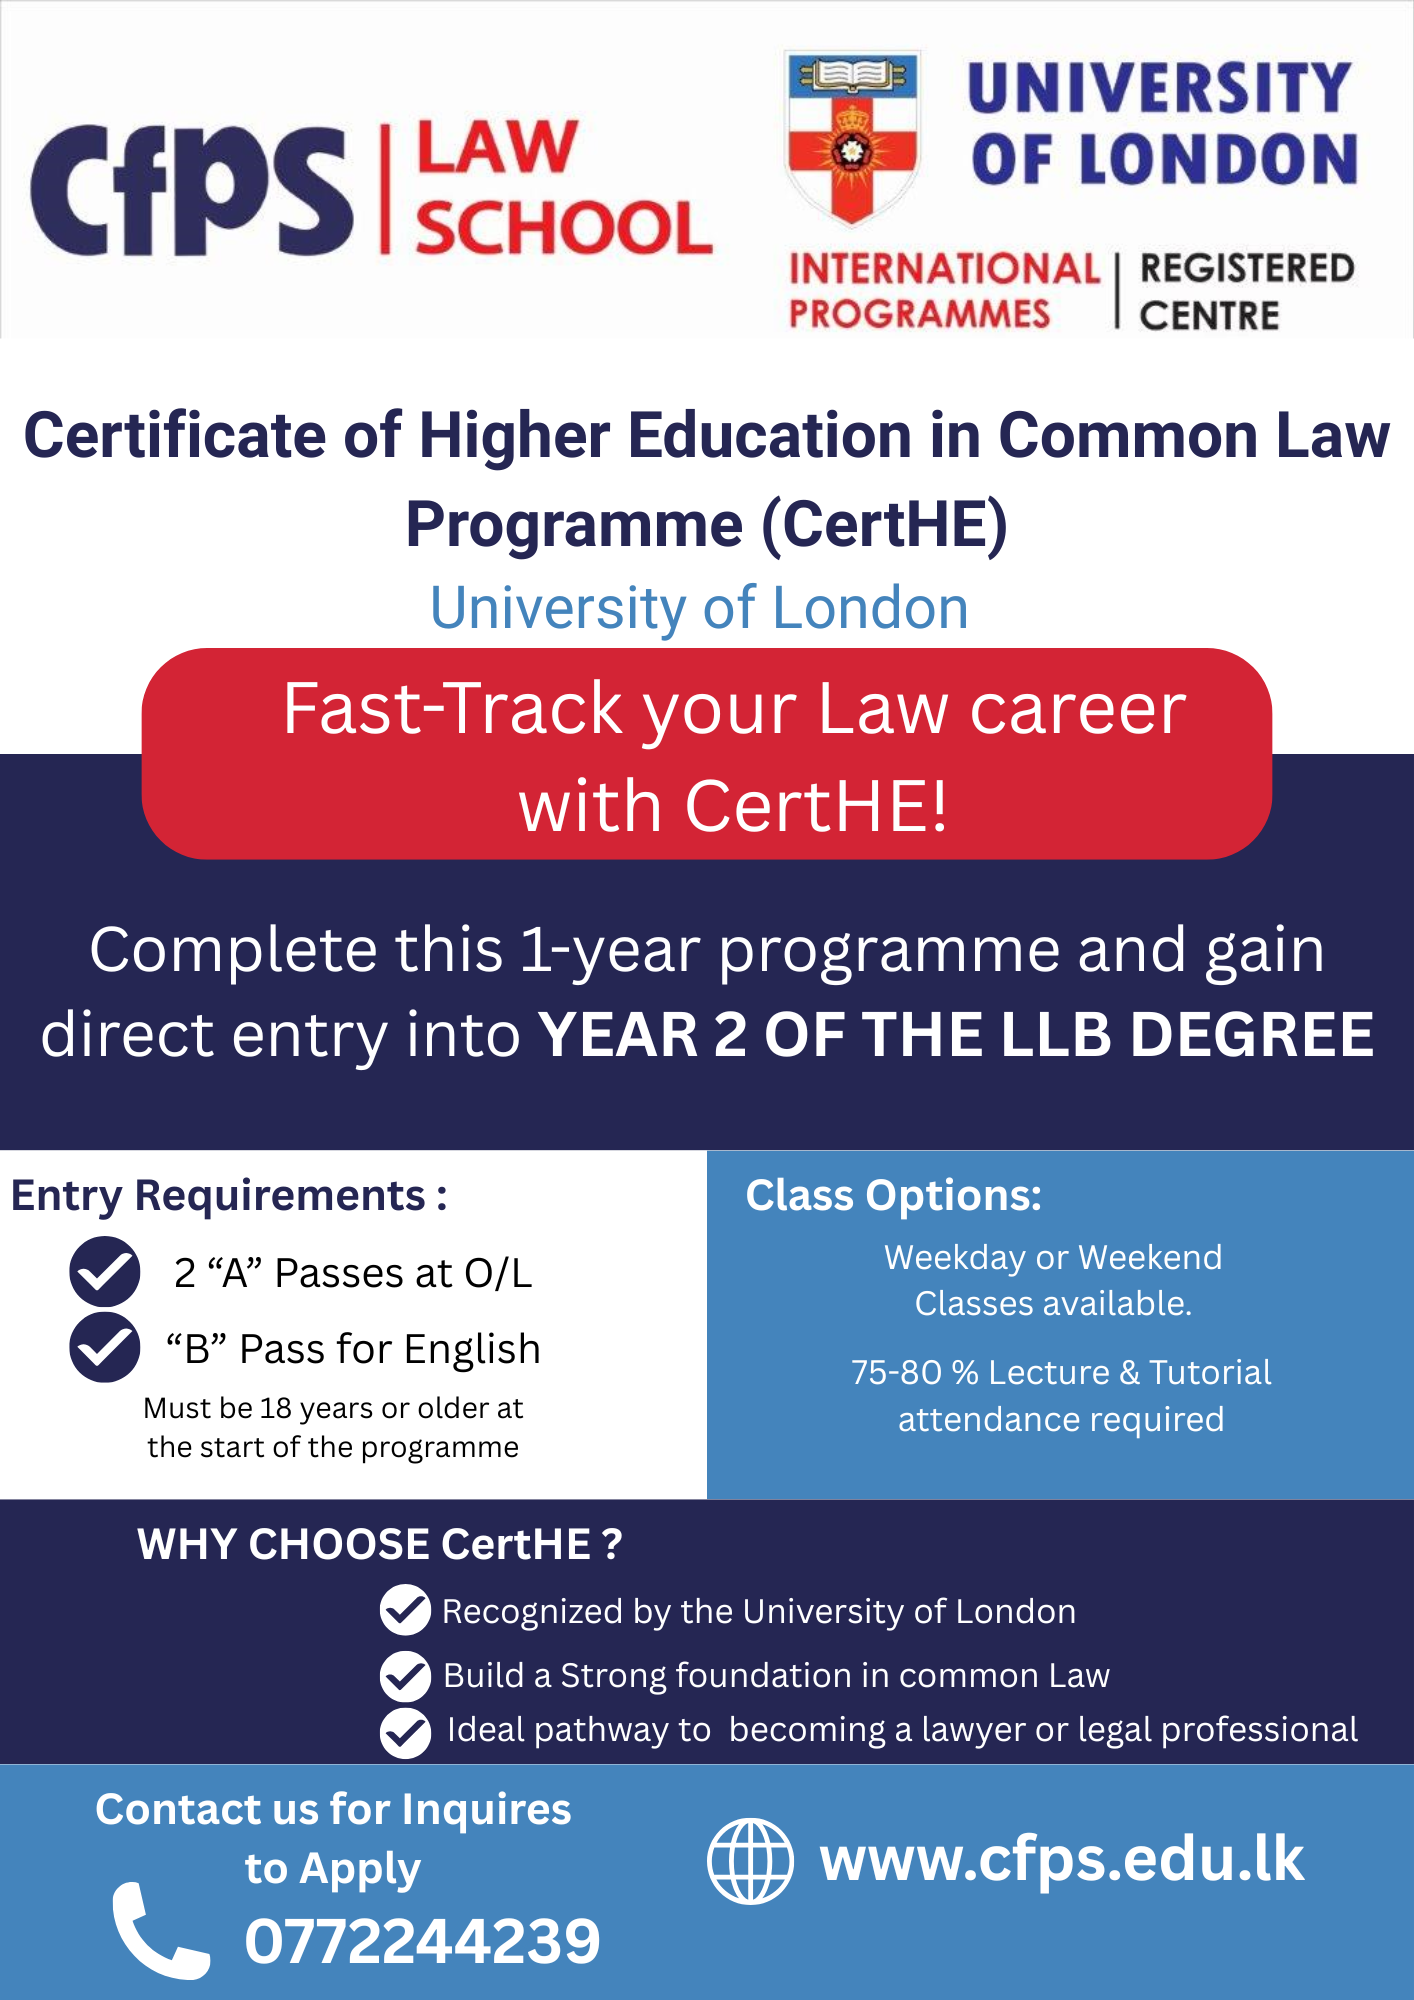 CfPS
LAW
SCHOOL
UNIVERSITY
OF LONDON
INTERNATIONAL
PROGRAMMES
REGISTERED
CENTRE
Certificate of Higher Education in Common Law
Programme (CertHE)
University of London
Fast-Track your Law career
with CertHE!
Complete this 1-year programme and gain
direct entry into YEAR 2 OF THE LLB DEGREE
Entry Requirements :
2 “A” Passes at O/L
“B” Pass for English
Must be 18 years or older at
the start of the programme
Class Options:
Weekday or Weekend
Classes available.
75-80 % Lecture & Tutorial
attendance required
WHY CHOOSE CertHE ?
Recognized by the University of London
Build a Strong foundation in common Law
Ideal pathway to becoming a lawyer or legal professional
Contact us for Inquires
to Apply
0772244239
www.cfps.edu.lk